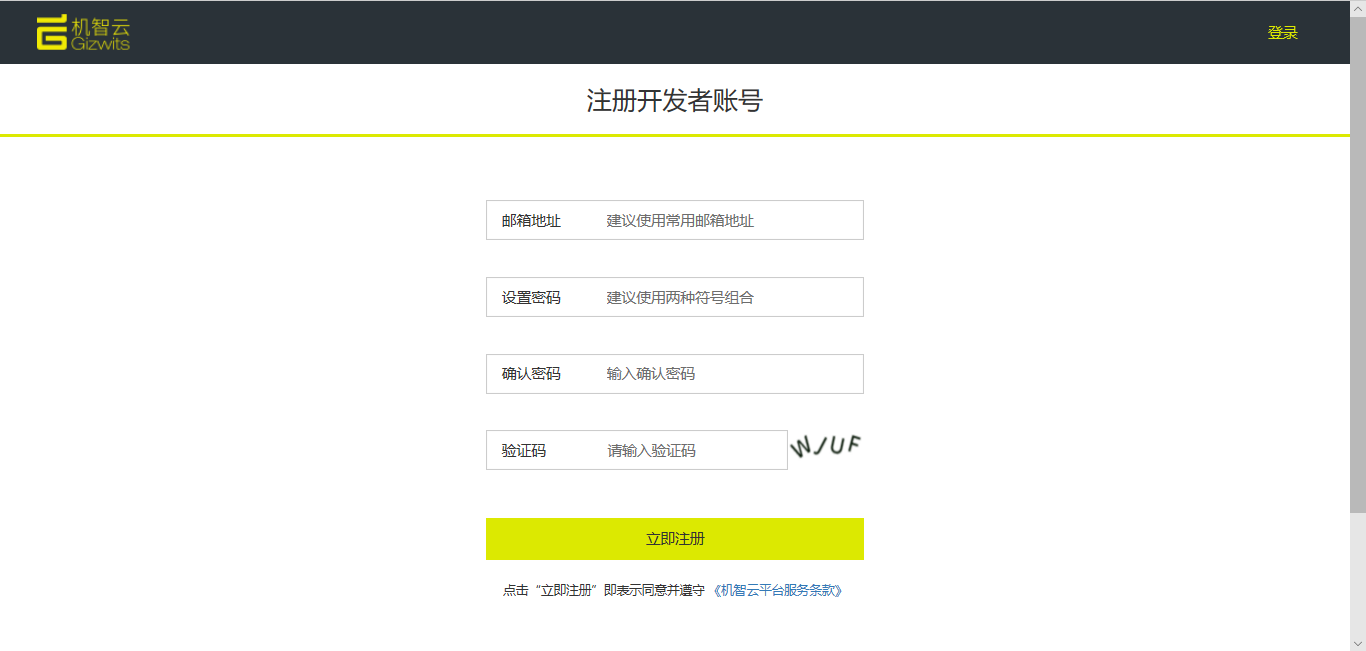 机智云
Gizwits
登录
注册开发者账号
邮箱地址 建议使用常用邮箱地址
设置密码 建议使用两种符号组合
确认密码 输入确认密码
验证码 请输入验证码 WJUF
立即注册
点击“立即注册”即表示同意并遵守《机智云平台服务条款》